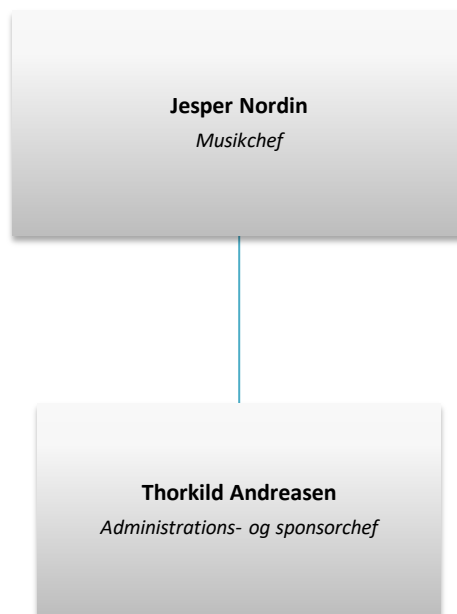 Jesper Nordin
Musikchef
Thorkild Andreasen
Administrations- og sponsorchef